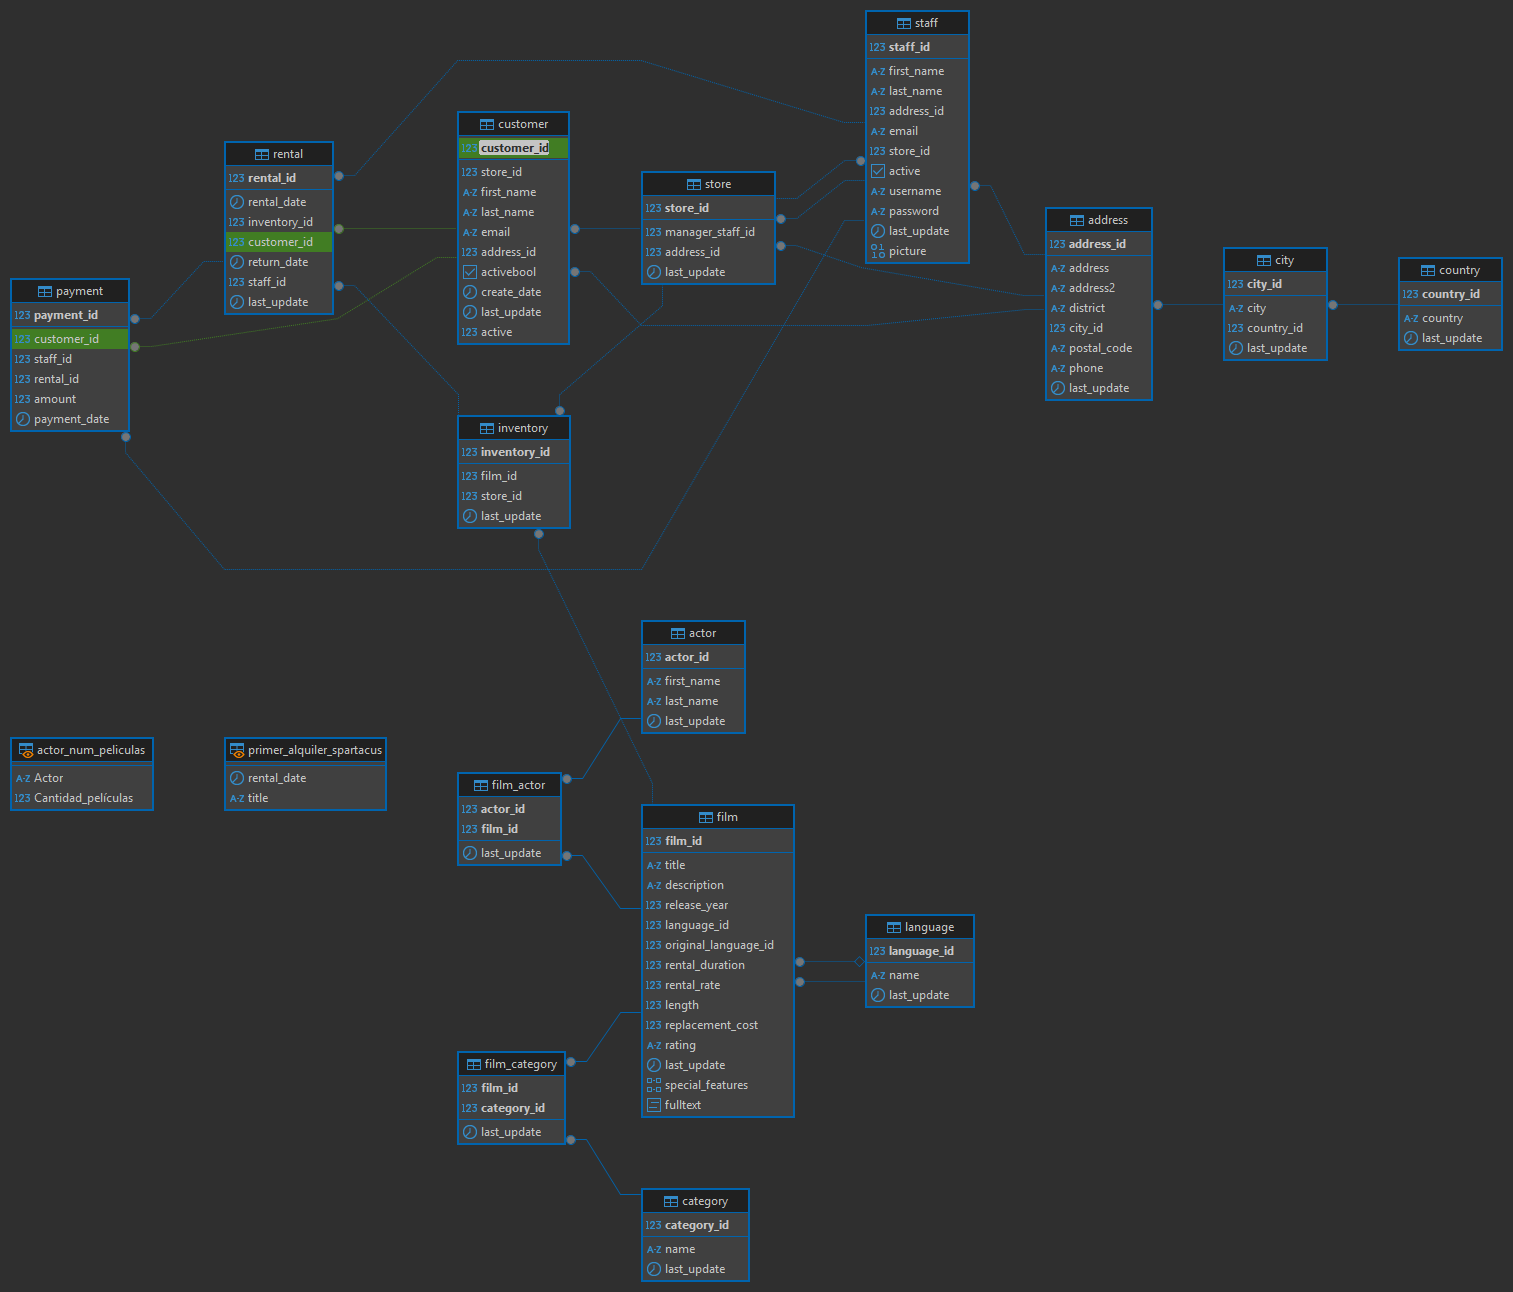 staff
123 staff_id
A-Z first_name
A-Z last_name
123 address_id
A-Z email
123 store_id
active
A-Z username
A-Z password
last_update
picture
customer
123 customer_id
123 store_id
A-Z first_name
A-Z last_name
A-Z email
123 address_id
activebool
create_date
last_update
123 active
rental
123 rental_id
rental_date
123 inventory_id
123 customer_id
return_date
123 staff_id
last_update
store
123 store_id
123 manager_staff_id
123 address_id
last_update
address
123 address_id
A-Z address
A-Z address2
A-Z district
123 city_id
A-Z postal_code
A-Z phone
last_update
city
123 city_id
A-Z city
123 country_id
last_update
country
123 country_id
A-Z country
last_update
payment
123 payment_id
123 customer_id
123 staff_id
123 rental_id
123 amount
payment_date
inventory
123 inventory_id
123 film_id
123 store_id
last_update
actor
123 actor_id
A-Z first_name
A-Z last_name
last_update
actor_num_peliculas
A-Z Actor
123 Cantidad_películas
primer_alquiler_spartacus
rental_date
A-Z title
film_actor
123 actor_id
123 film_id
last_update
film
123 film_id
A-Z title
A-Z description
123 release_year
123 language_id
123 original_language_id
123 rental_duration
123 rental_rate
123 length
123 replacement_cost
A-Z rating
last_update
special_features
fulltext
language
123 language_id
A-Z name
last_update
film_category
123 film_id
123 category_id
last_update
category
123 category_id
A-Z name
last_update